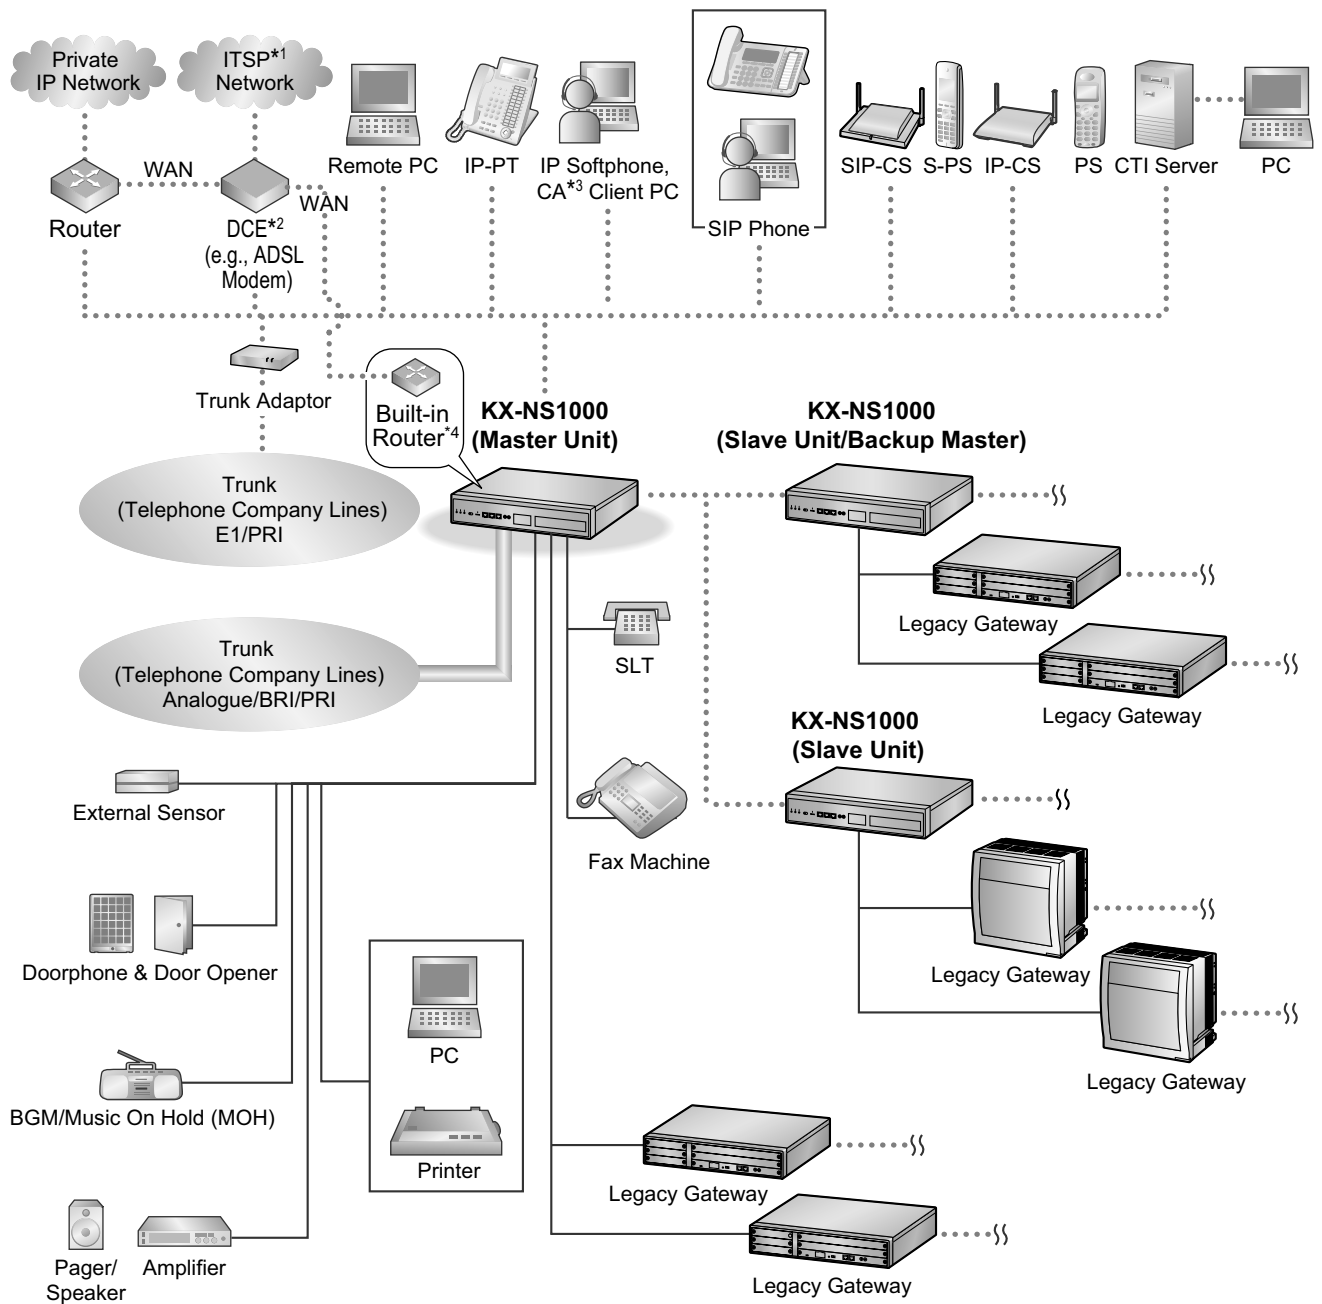 Private
IP Network
ITSP*1
Network
Remote PC
IP-PT
IP Softphone,
CA*3 Client PC
SIP Phone
SIP-CS
S-PS
IP-CS
PS
CTI Server
PC
WAN
WAN
Router
DCE*2
(e.g., ADSL
Modem)
Trunk Adaptor
Built-in
Router*4
KX-NS1000
(Master Unit)
KX-NS1000
(Slave Unit/Backup Master)
Trunk
(Telephone Company Lines)
E1/PRI
Legacy Gateway
Trunk
(Telephone Company Lines)
Analogue/BRI/PRI
SLT
Legacy Gateway
KX-NS1000
(Slave Unit)
External Sensor
Fax Machine
Doorphone & Door Opener
Legacy Gateway
PC
Legacy Gateway
BGM/Music On Hold (MOH)
Printer
Legacy Gateway
Pager/
Speaker
Amplifier
Legacy Gateway